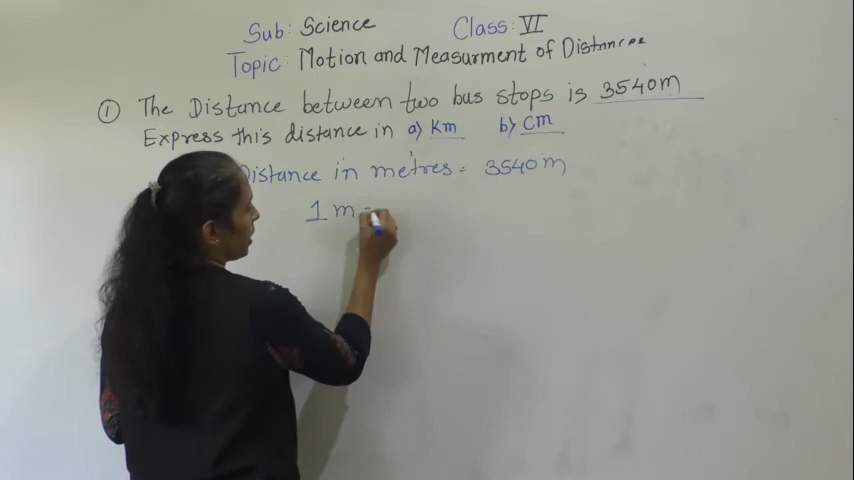 Sub: Science Class: VI
Topic: Motion and Measurment of Distances
① The Distance between two bus stops is 3540m
Express this distance in a) Km b) Cm
Distance in metres = 3540m
1 m =